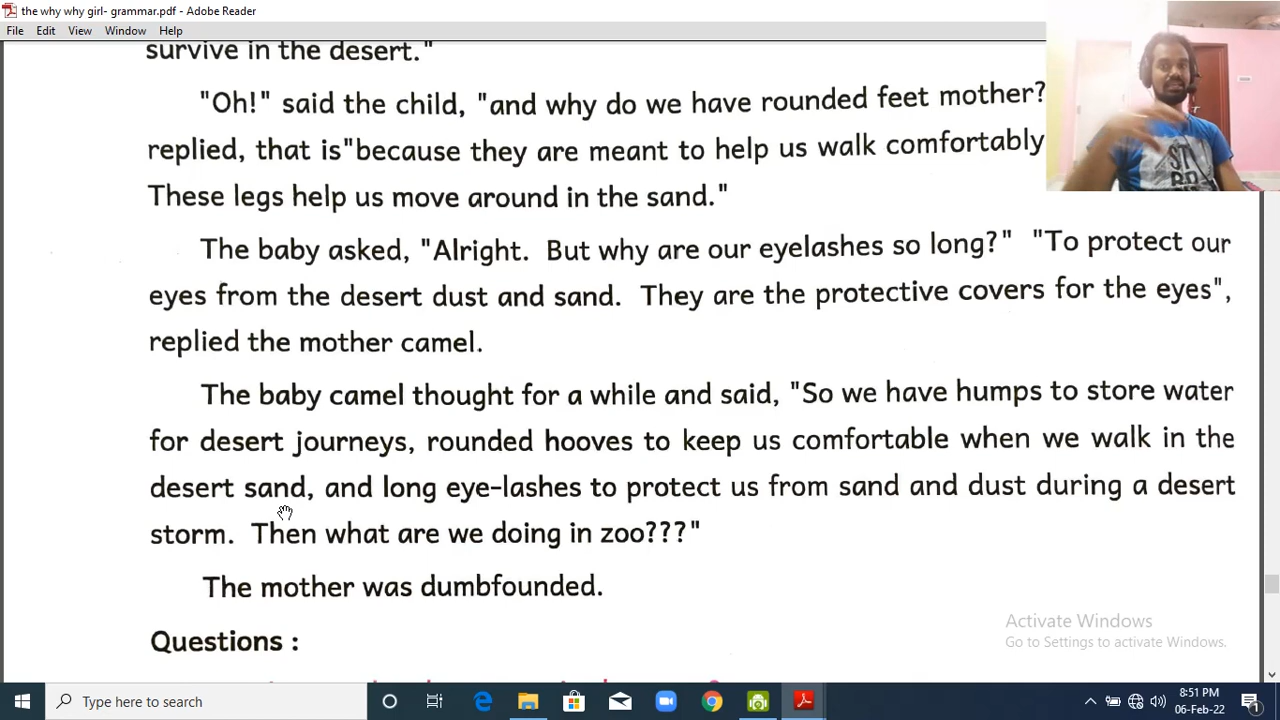 the why why girl- grammar.pdf - Adobe Reader
File Edit View Window Help
survive in the desert."
"Oh!" said the child, "and why do we have rounded feet mother?
replied, that is"because they are meant to help us walk comfortably
These legs help us move around in the sand."
The baby asked, "Alright. But why are our eyelashes so long?" "To protect our
eyes from the desert dust and sand. They are the protective covers for the eyes",
replied the mother camel.
The baby camel thought for a while and said, "So we have humps to store water
for desert journeys, rounded hooves to keep us comfortable when we walk in the
desert sand, and long eye-lashes to protect us from sand and dust during a desert
storm. Then what are we doing in zoo???"
The mother was dumbfounded.
Questions :
Activate Windows
Go to Settings to activate Windows.
Type here to search
8:51 PM
06-Feb-22
1